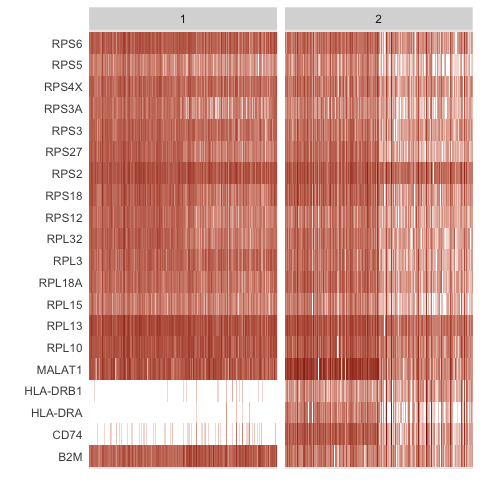 1 2
RPS6
RPS5
RPS4X
RPS3A
RPS3
RPS27
RPS2
RPS18
RPS12
RPL32
RPL3
RPL18A
RPL15
RPL13
RPL10
MALAT1
HLA-DRB1
HLA-DRA
CD74
B2M